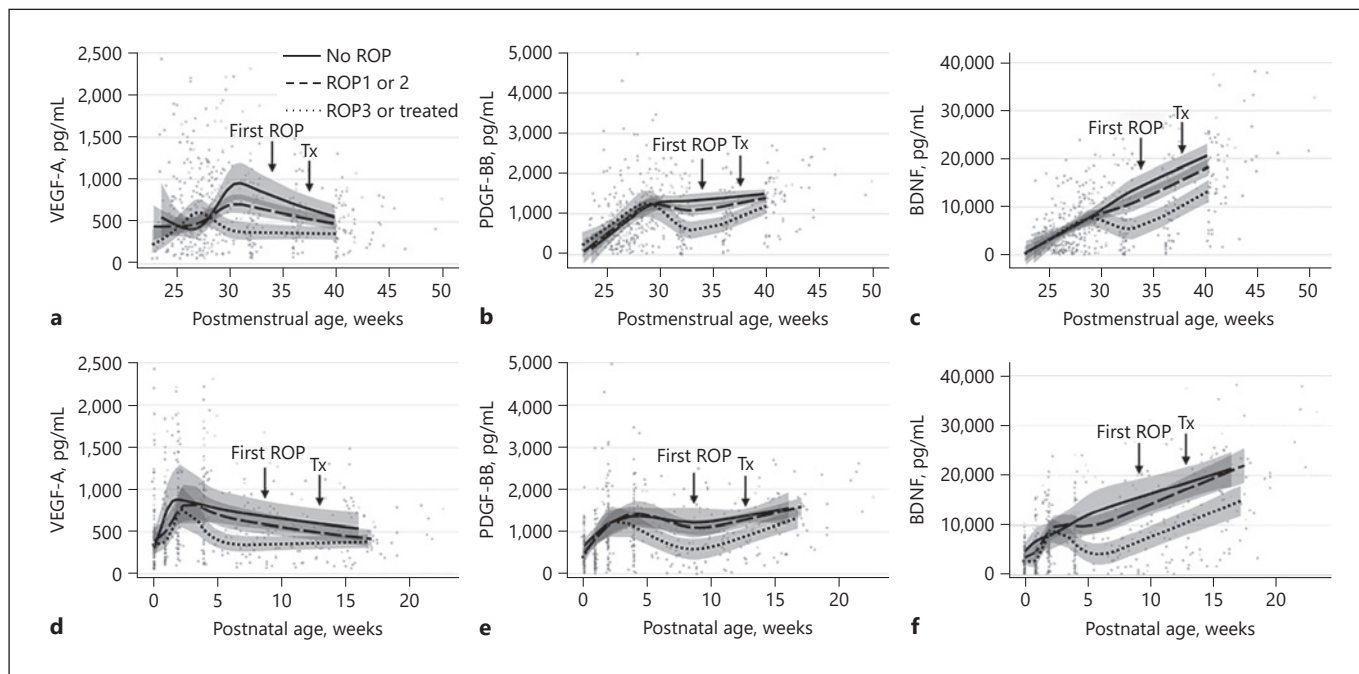 2,500
2,000
1,500
1,000
500
0
VEGF-A, pg/mL
No ROP
ROP1 or 2
ROP3 or treated
First ROP
Tx
25 30 35 40 45 50
a Postmenstrual age, weeks
5,000
4,000
3,000
2,000
1,000
0
PDGF-BB, pg/mL
First ROP Tx
25 30 35 40 45 50
b Postmenstrual age, weeks
40,000
30,000
20,000
10,000
0
BDNF, pg/mL
First ROP
Tx
25 30 35 40 45 50
c Postmenstrual age, weeks
2,500
2,000
1,500
1,000
500
0
VEGF-A, pg/mL
First ROP
Tx
0 5 10 15 20
d Postnatal age, weeks
5,000
4,000
3,000
2,000
1,000
0
PDGF-BB, pg/mL
First ROP
Tx
0 5 10 15 20
e Postnatal age, weeks
40,000
30,000
20,000
10,000
0
BDNF, pg/mL
First ROP
Tx
0 5 10 15 20
f Postnatal age, weeks